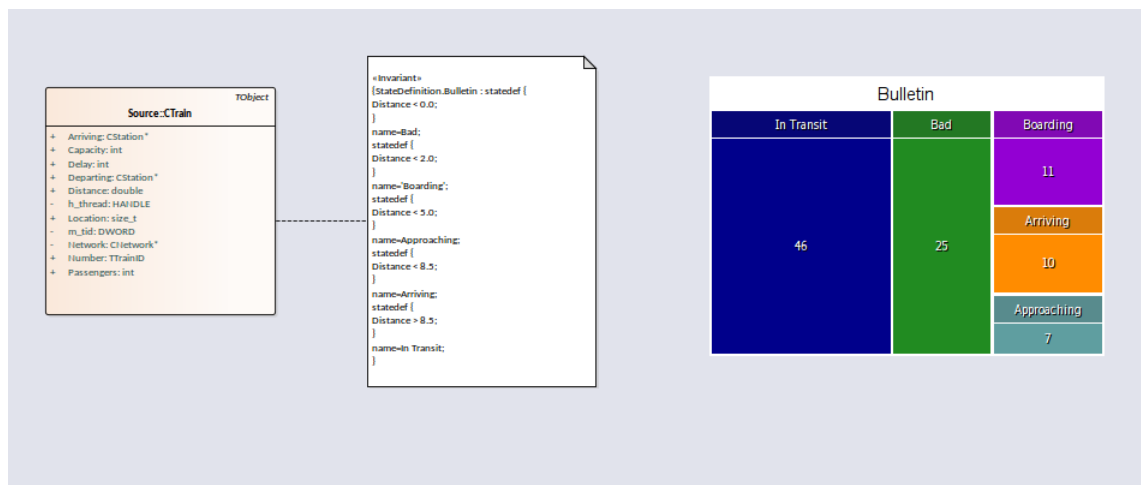 TObject
Source::CTrain
+ Arriving: CStation*
+ Capacity: int
+ Delay: int
+ Departing: CStation*
+ Distance: double
- h_thread: HANDLE
+ Location: size_t
- m_tid: DWORD
- Network: CNetwork*
+ Number: TTrainID
+ Passengers: int
«Invariant»
{StateDefinition.Bulletin : statedef {
Distance < 0.0;
}
name=Bad;
statedef {
Distance < 2.0;
}
name='Boarding';
statedef {
Distance < 5.0;
}
name=Approaching;
statedef {
Distance < 8.5;
}
name=Arriving;
statedef {
Distance > 8.5;
}
name=In Transit;
}
Bulletin
In Transit
46
Bad
25
Boarding
11
Arriving
10
Approaching
7